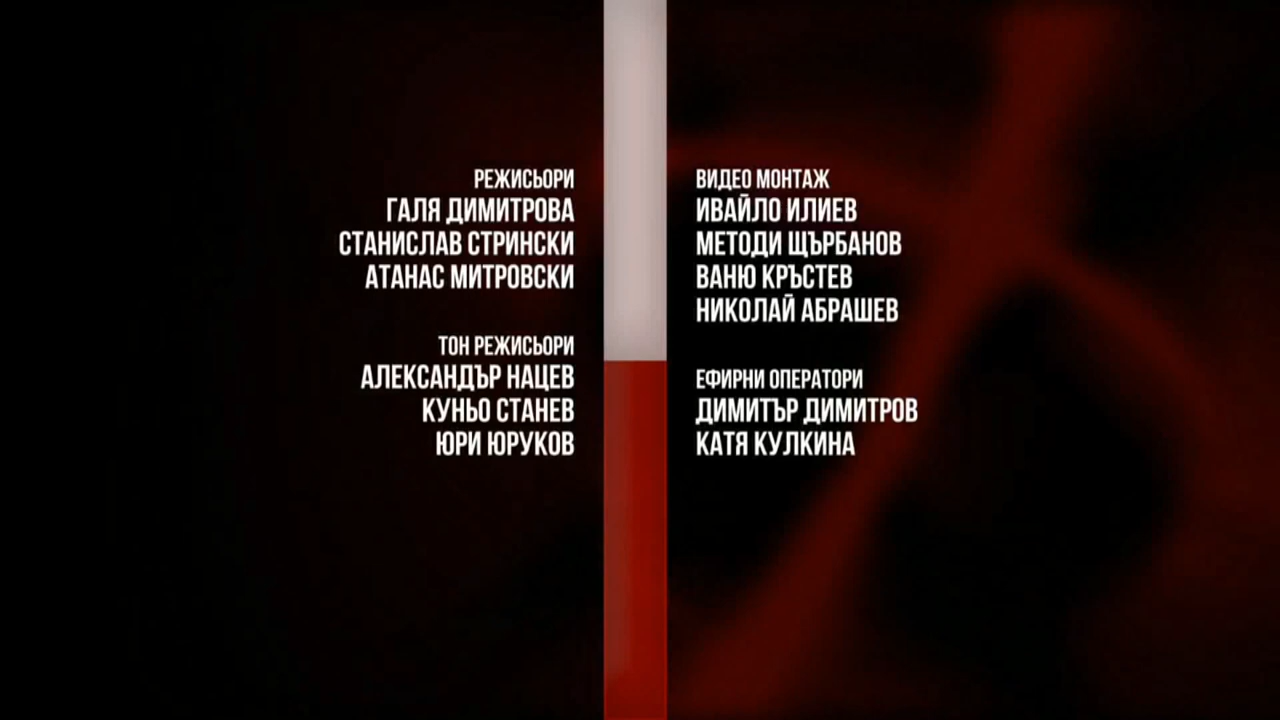 РЕЖИСЬОРИ
ГАЛЯ ДИМИТРОВА
СТАНИСЛАВ СТРИНСКИ
АТАНАС МИТРОВСКИ
ТОН РЕЖИСЬОРИ
АЛЕКСАНДЪР НАЦЕВ
КУНЬО СТАНЕВ
ЮРИ ЮРУКОВ
ВИДЕО МОНТАЖ
ИВАЙЛО ИЛИЕВ
МЕТОДИ ЩЪРБАНОВ
ВАНЮ КРЪСТЕВ
НИКОЛАЙ АБРАШЕВ
ЕФИРНИ ОПЕРАТОРИ
ДИМИТЪР ДИМИТРОВ
КАТЯ КУЛКИНА